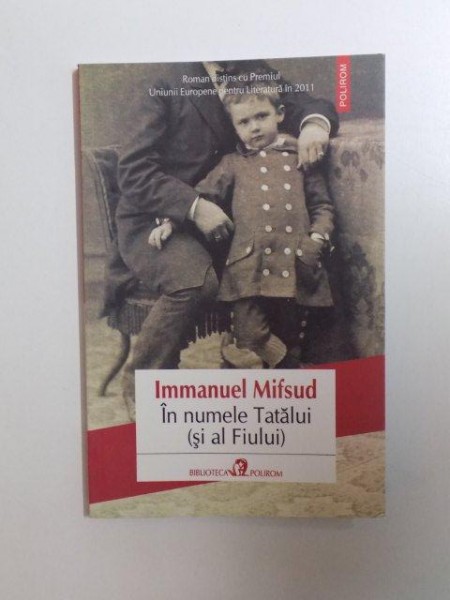 Roman distins cu Premiul
Uniunii Europene pentru Literatură în 2011
POLIROM
Immanuel Mifsud
În numele Tatălui
(și al Fiului)
BIBLIOTECA POLIROM